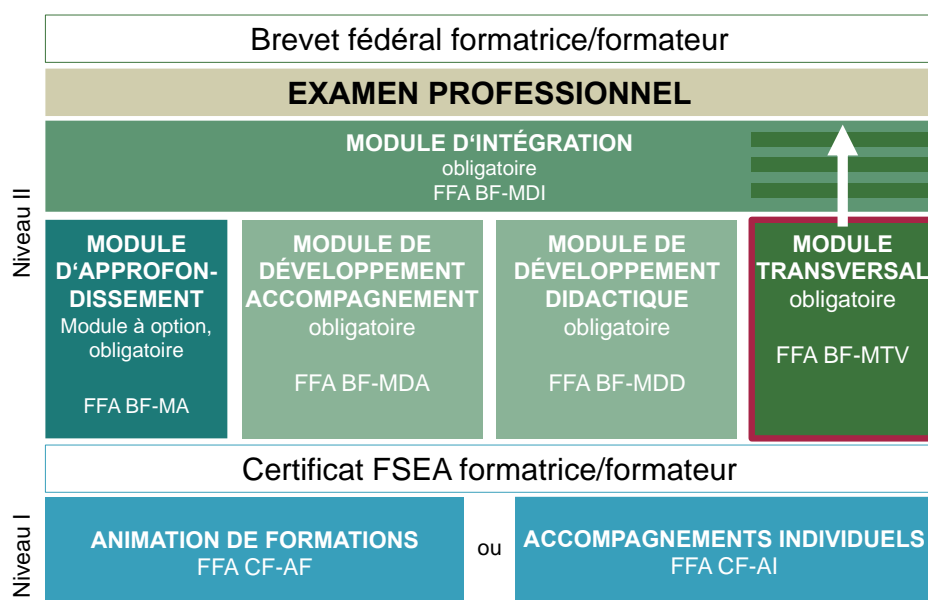 Brevet fédéral formatrice/formateur
EXAMEN PROFESSIONNEL
Niveau II
MODULE D‘INTÉGRATION
obligatoire
FFA BF-MDI
MODULE
D‘APPROFON-
DISSEMENT
Module à option,
obligatoire
FFA BF-MA
MODULE DE
DÉVELOPPEMENT
ACCOMPAGNEMENT
obligatoire
FFA BF-MDA
MODULE DE
DÉVELOPPEMENT
DIDACTIQUE
obligatoire
FFA BF-MDD
MODULE
TRANSVERSAL
obligatoire
FFA BF-MTV
Certificat FSEA formatrice/formateur
Niveau I
ANIMATION DE FORMATIONS
FFA CF-AF
ou
ACCOMPAGNEMENTS INDIVIDUELS
FFA CF-AI